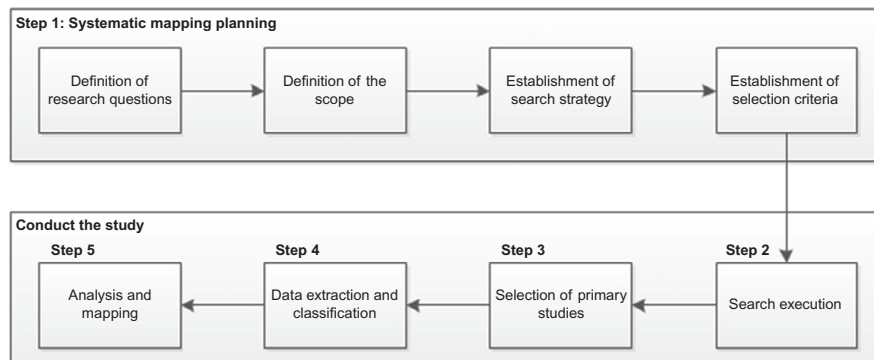 Step 1: Systematic mapping planning
Definition of
research questions
Definition of the
scope
Establishment of
search strategy
Establishment of
selection criteria
Conduct the study
Step 5
Analysis and
mapping
Step 4
Data extraction and
classification
Step 3
Selection of primary
studies
Step 2
Search execution